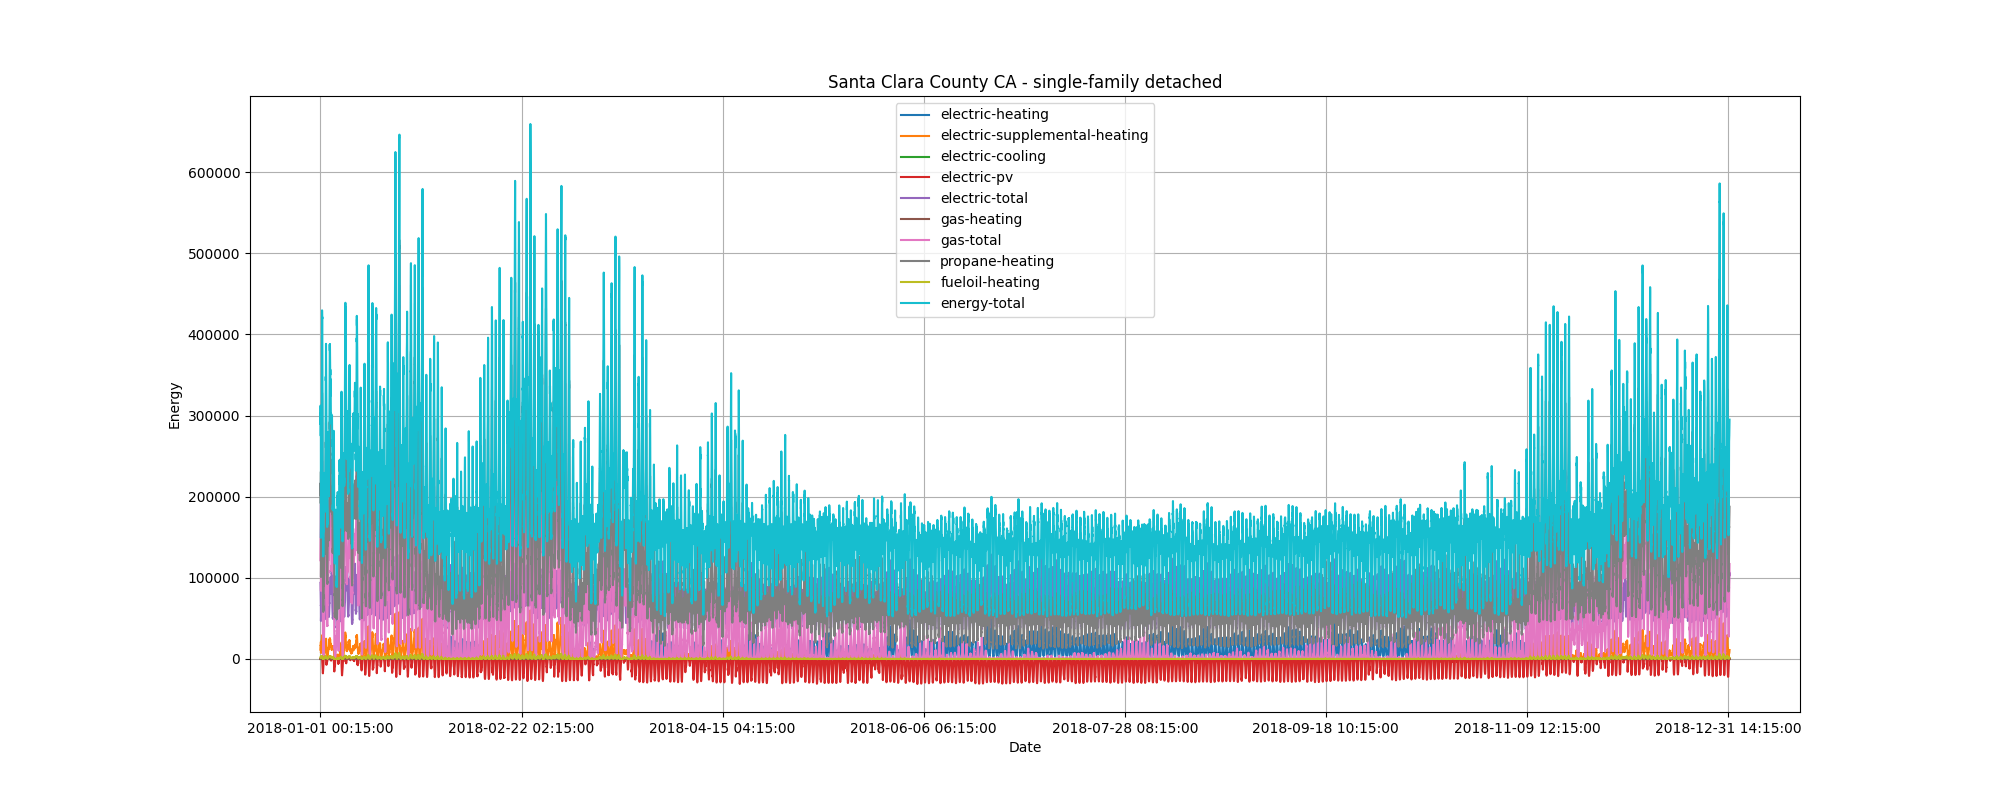 Santa Clara County CA - single-family detached
electric-heating
electric-supplemental-heating
electric-cooling
electric-pv
electric-total
gas-heating
gas-total
propane-heating
fueloil-heating
energy-total
Energy
600000
500000
400000
300000
200000
100000
0
2018-01-01 00:15:00
2018-02-22 02:15:00
2018-04-15 04:15:00
2018-06-06 06:15:00
2018-07-28 08:15:00
2018-09-18 10:15:00
2018-11-09 12:15:00
2018-12-31 14:15:00
Date